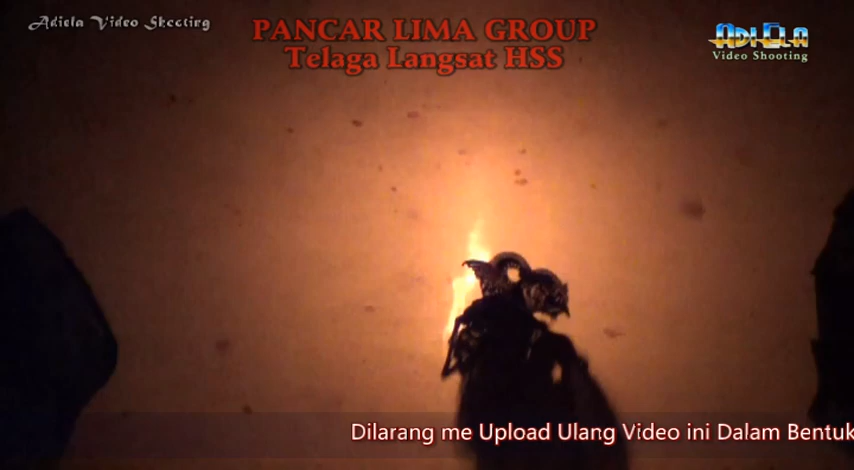 Adiela Video Shooting
PANCAR LIMA GROUP
Telaga Langsat HSS
ADIELA
Video Shooting
Dilarang me Upload Ulang Video ini Dalam Bentuk